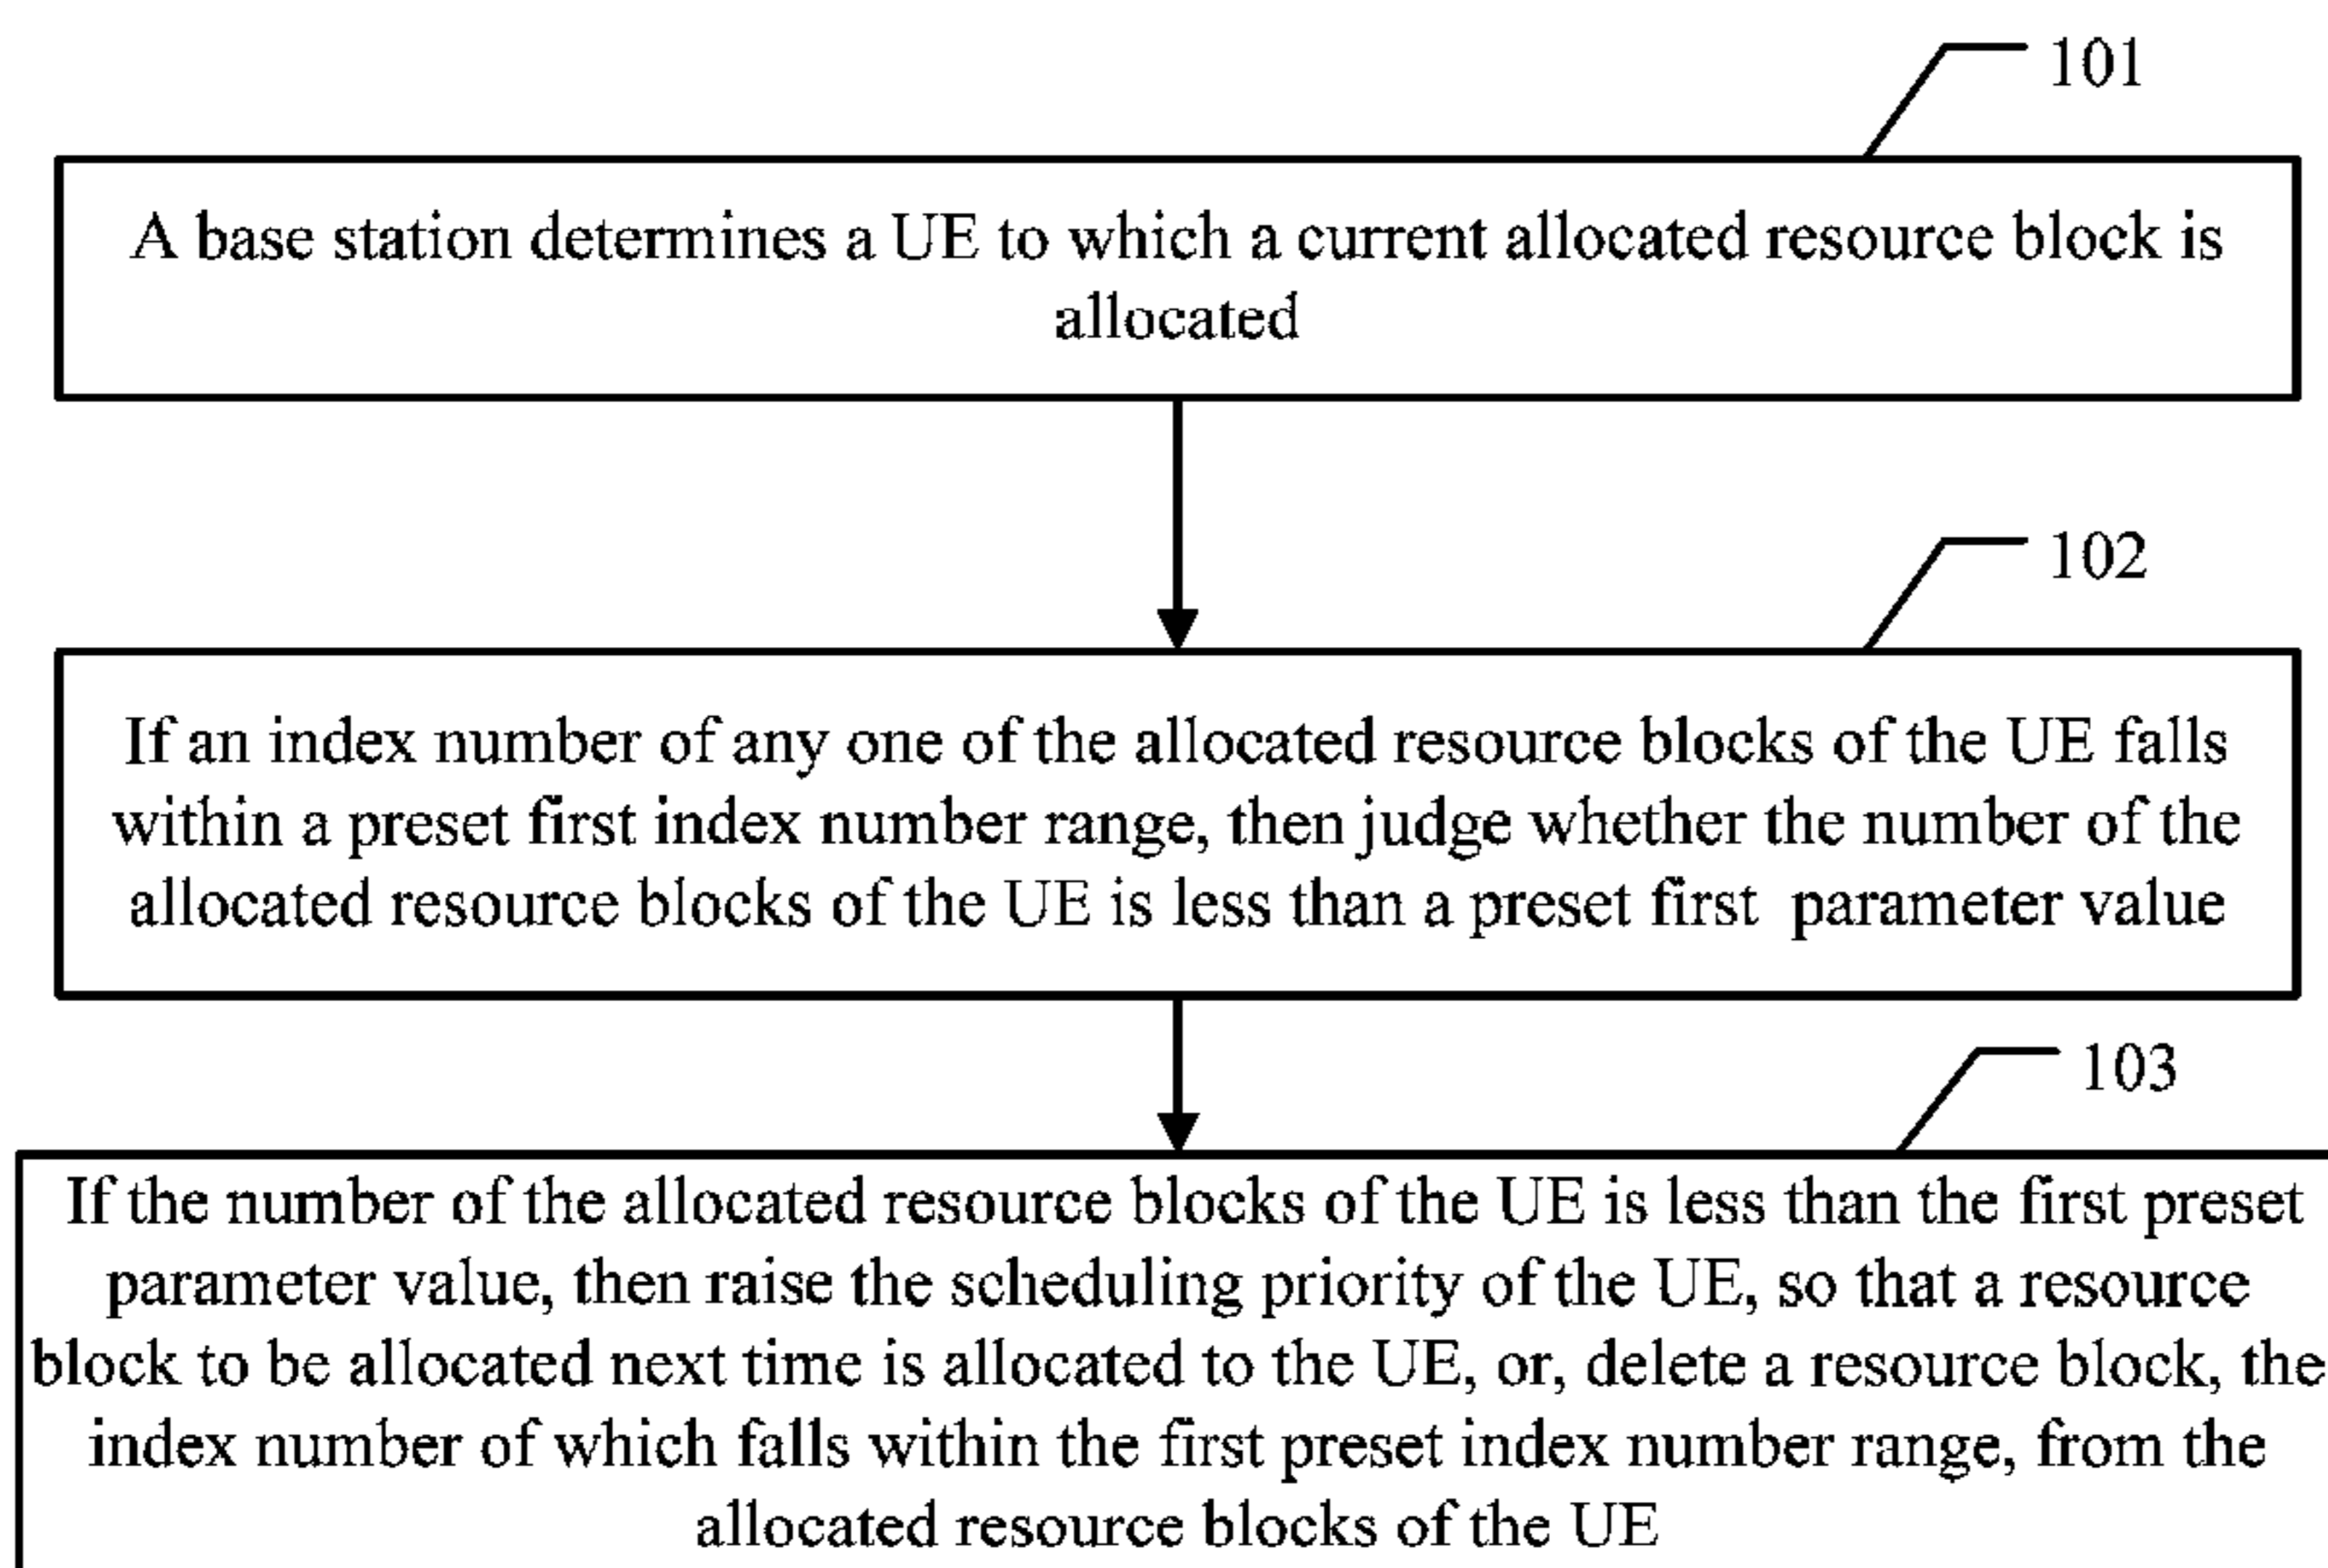 101
A base station determines a UE to which a current allocated resource block is
allocated
102
If an index number of any one of the allocated resource blocks of the UE falls
within a preset first index number range, then judge whether the number of the
allocated resource blocks of the UE is less than a preset first parameter value
103
If the number of the allocated resource blocks of the UE is less than the first preset
parameter value, then raise the scheduling priority of the UE, so that a resource
block to be allocated next time is allocated to the UE, or, delete a resource block, the
index number of which falls within the first preset index number range, from the
allocated resource blocks of the UE